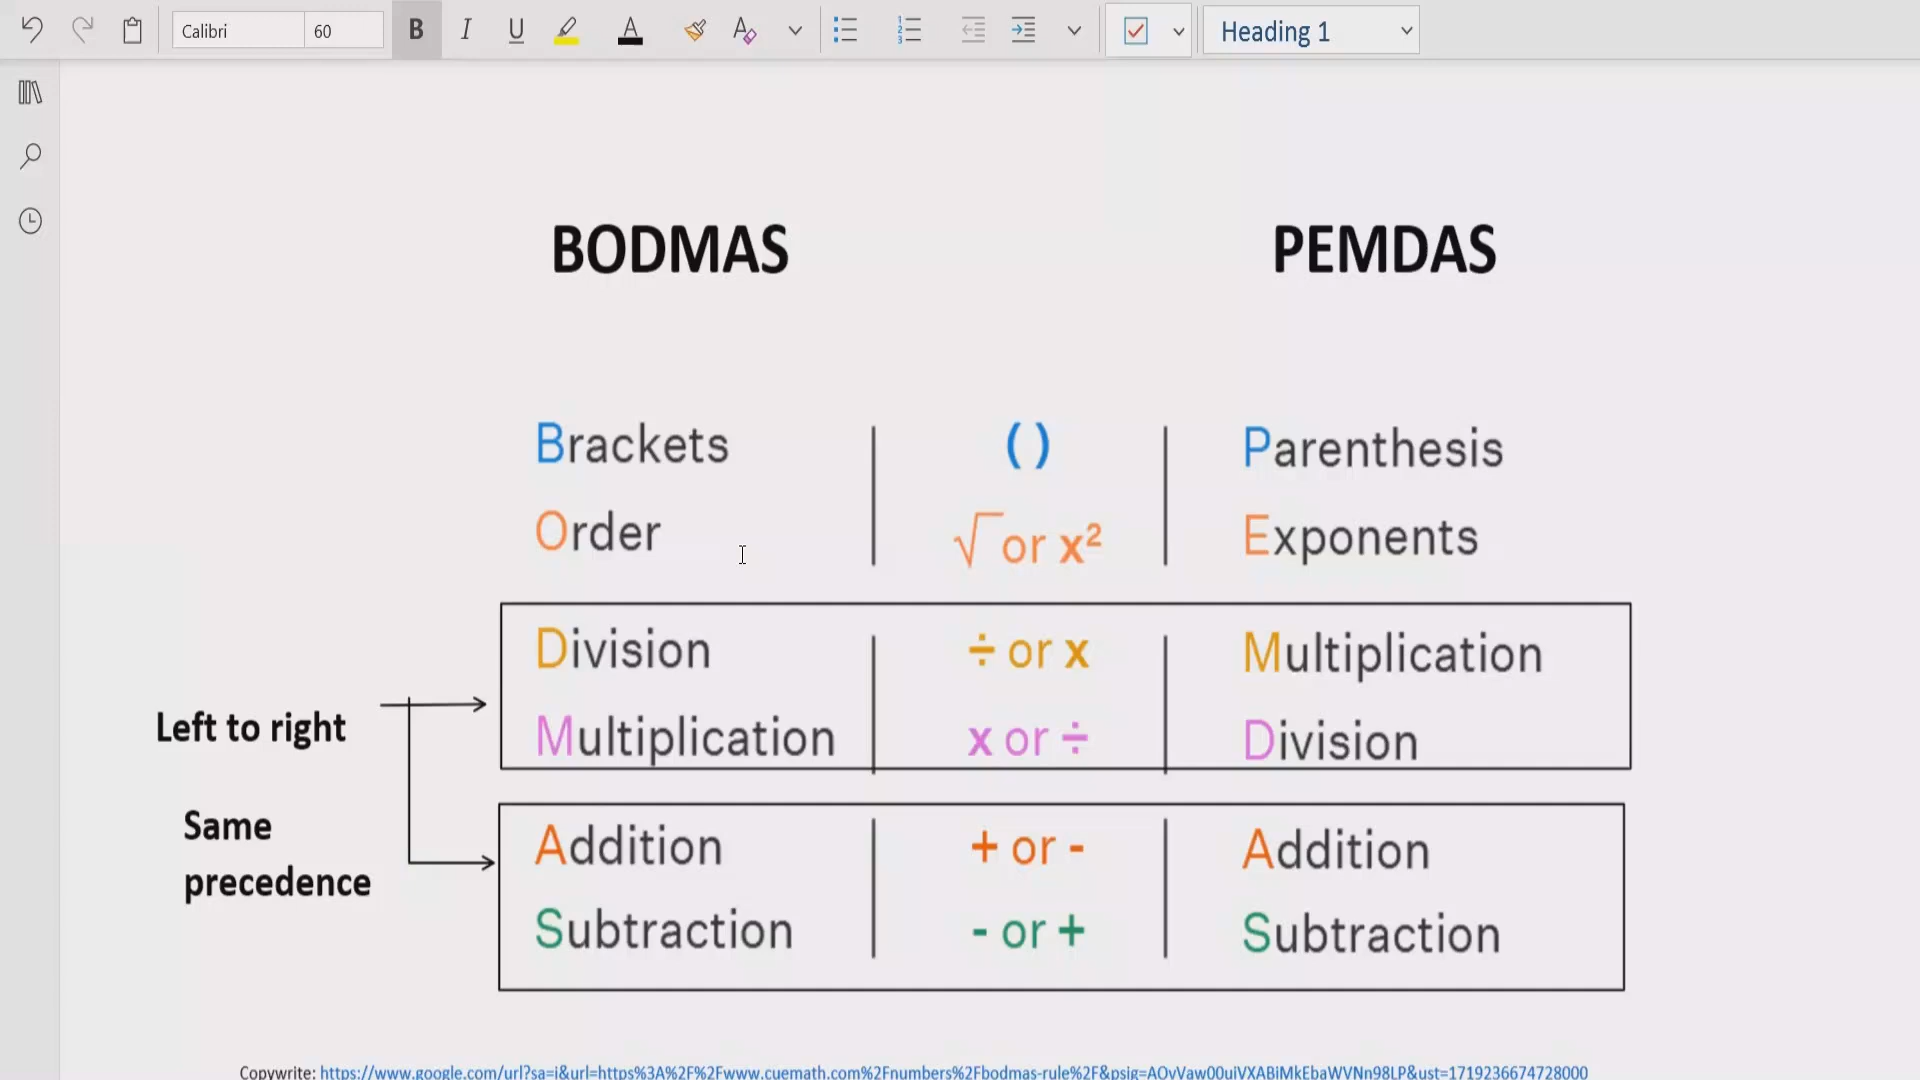 Calibri 60 B I U A A Heading 1
BODMAS PEMDAS
Brackets ( ) Parenthesis
Order √ or x² Exponents
Division ÷ or x Multiplication
Left to right
Multiplication x or ÷ Division
Same
precedence
Addition + or - Addition
Subtraction - or + Subtraction
Copywrite: https://www.google.com/url?sa=i&url=https%3A%2F%2Fwww.cuemath.com%2Fnumbers%2Fbodmas-rule%2F&psig=AOvVaw00uiVXABiMkEbaWVNn98LP&ust=1719236674728000